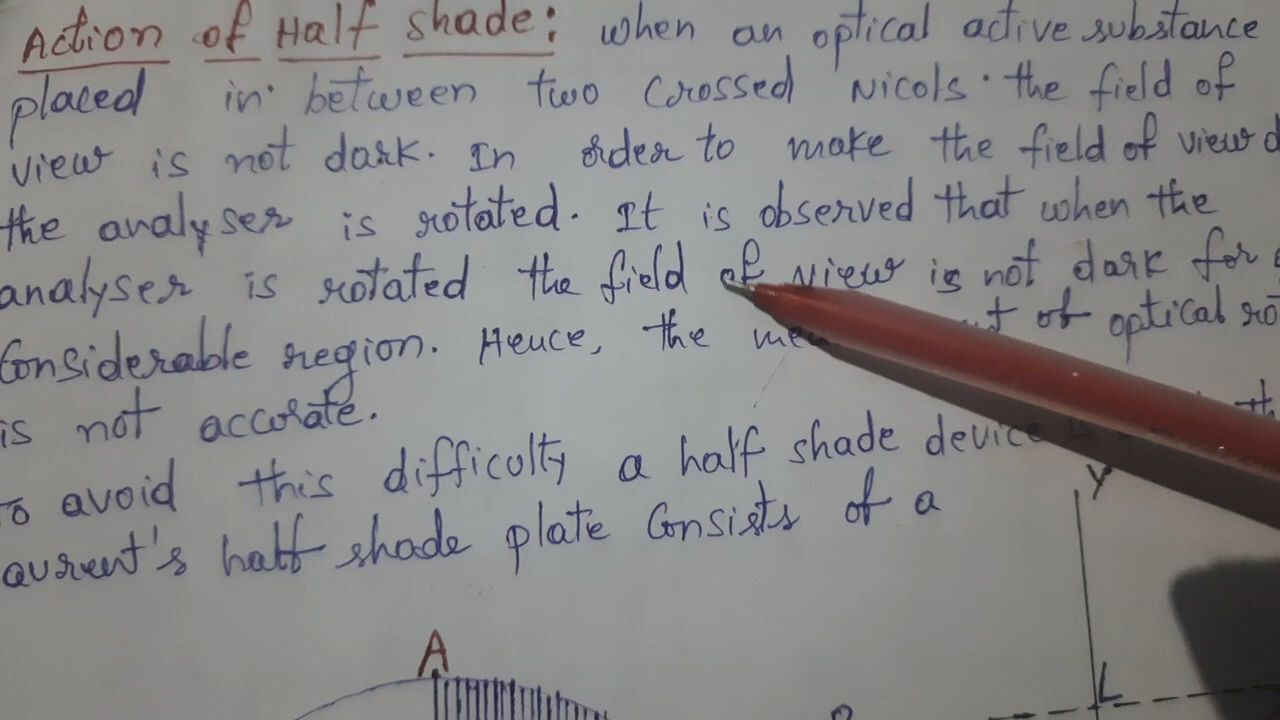 Action of Half shade: when an optical active substance
placed in between two crossed Nicols. the field of
view is not dark. In order to make the field of view
the analyser is rotated. It is observed that when the
analyser is rotated the field of view is not dark for
Considerable region. Hence, the of optical
is not accurate.
To avoid this difficulty a half shade device
half shade plate Consists of a
A
Y
L